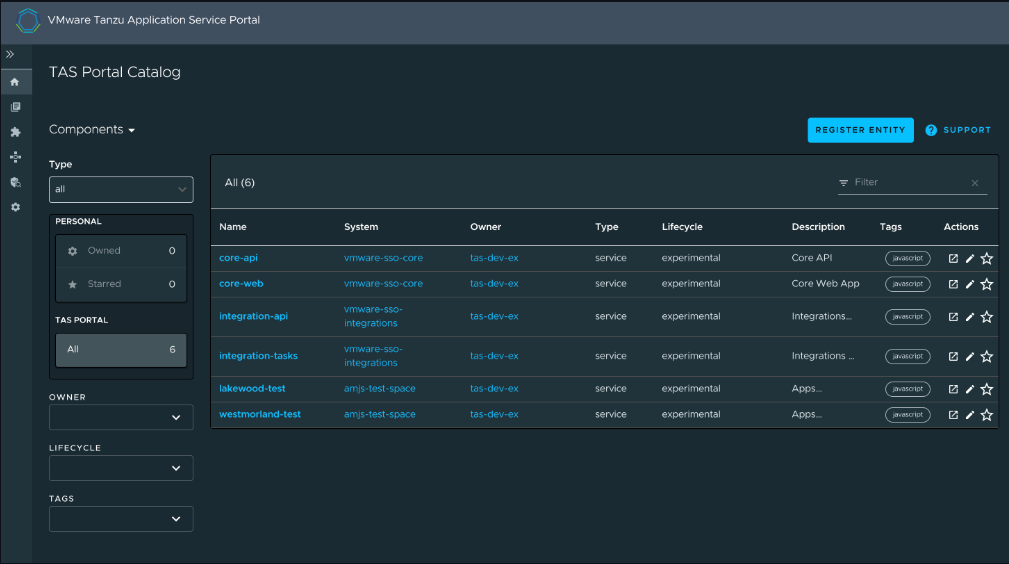 VMware Tanzu Application Service Portal
TAS Portal Catalog
Components
REGISTER ENTITY
SUPPORT
Type
all
PERSONAL
Owned 0
Starred 0
TAS PORTAL
All 6
OWNER
LIFECYCLE
TAGS
All (6)
Filter
Name System Owner Type Lifecycle Description Tags Actions
core-api vmware-sso-core tas-dev-ex service experimental Core API javascript
core-web vmware-sso-core tas-dev-ex service experimental Core Web App javascript
integration-api vmware-sso-integrations tas-dev-ex service experimental Integrations... javascript
integration-tasks vmware-sso-integrations tas-dev-ex service experimental Integrations ... javascript
lakewood-test amjs-test-space tas-dev-ex service experimental Apps... javascript
westmorland-test amjs-test-space tas-dev-ex service experimental Apps... javascript